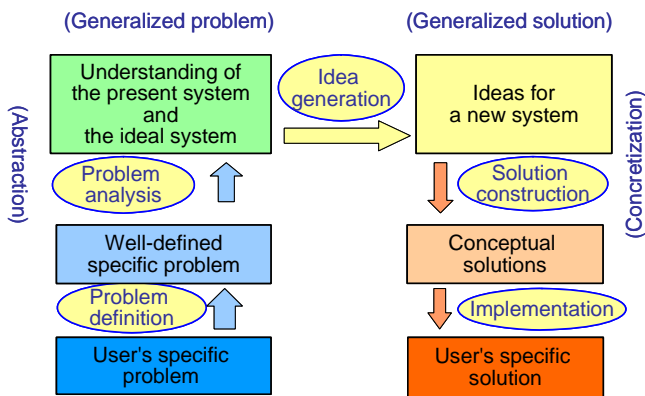 (Generalized problem)
(Generalized solution)
Understanding of
the present system
and
the ideal system
Idea
generation
Ideas for
a new system
(Abstraction)
(Concretization)
Problem
analysis
Solution
construction
Well-defined
specific problem
Conceptual
solutions
Problem
definition
Implementation
User's specific
problem
User's specific
solution